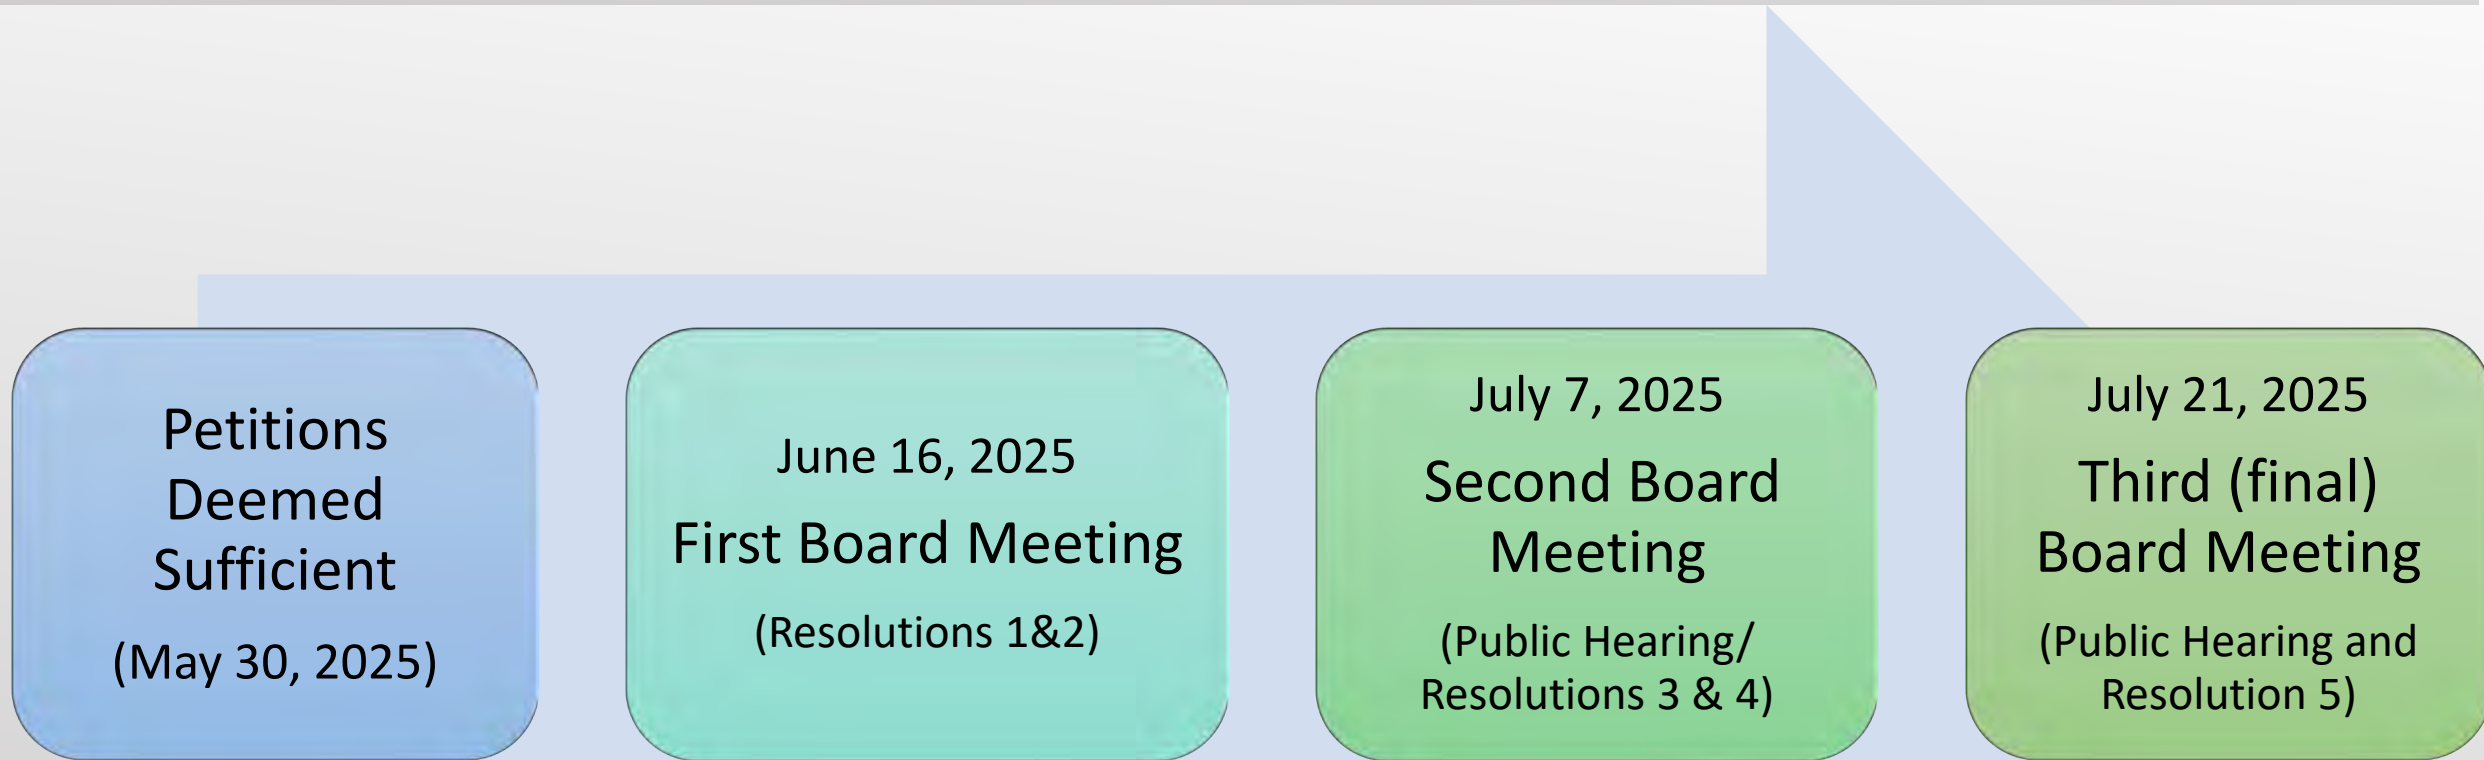 Petitions
Deemed
Sufficient
(May 30, 2025)
June 16, 2025
First Board Meeting
(Resolutions 1&2)
July 7, 2025
Second Board
Meeting
(Public Hearing/
Resolutions 3 & 4)
July 21, 2025
Third (final)
Board Meeting
(Public Hearing and
Resolution 5)